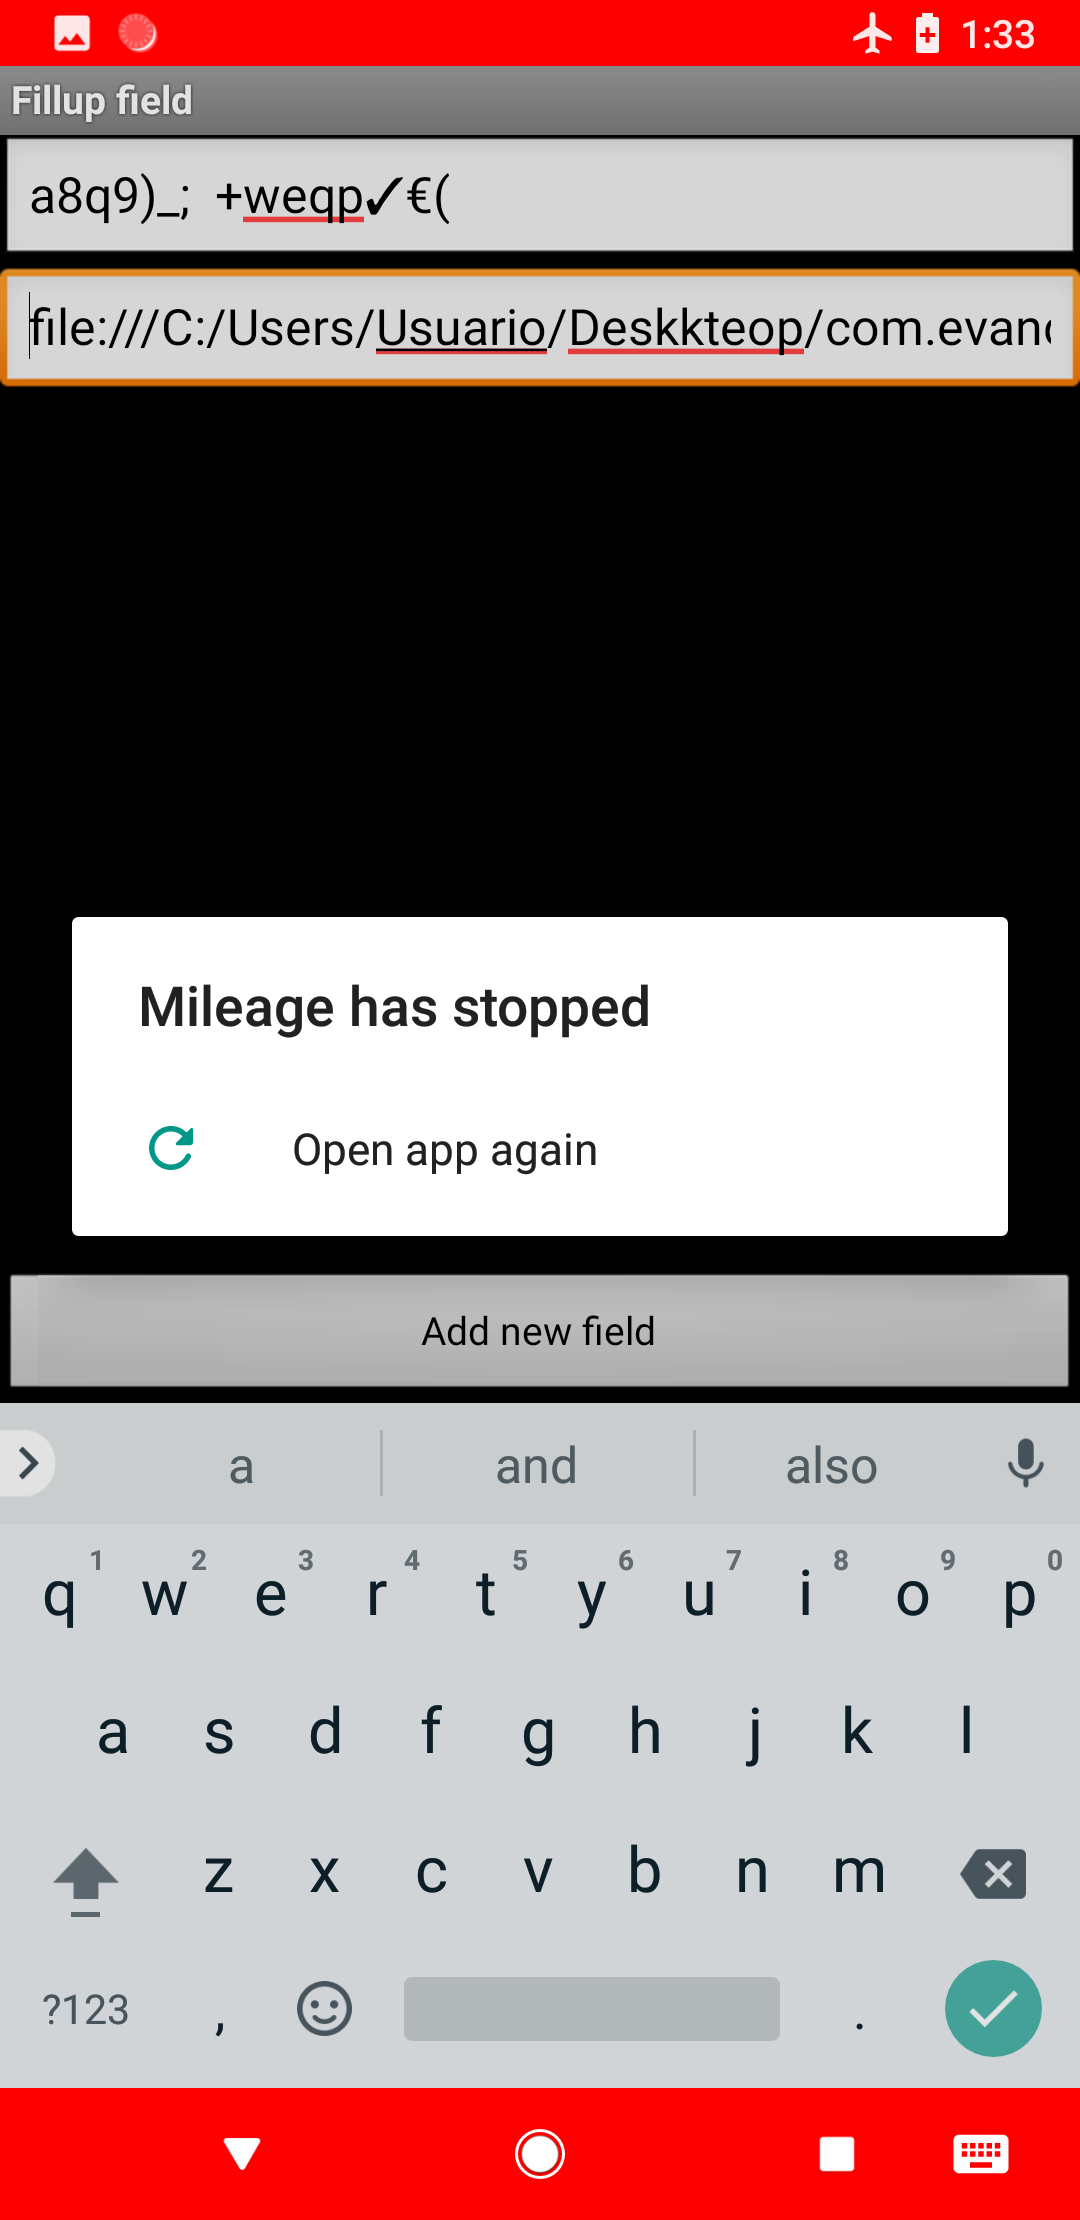 1:33
Fillup field
a8q9)_;  +weqp✓€(
file:///C:/Users/Usuario/Deskkteop/com.evan
Mileage has stopped
Open app again
Add new field
a and also
1 2 3 4 5 6 7 8 9 0
q w e r t y u i o p
a s d f g h j k l
z x c v b n m
?123 , .